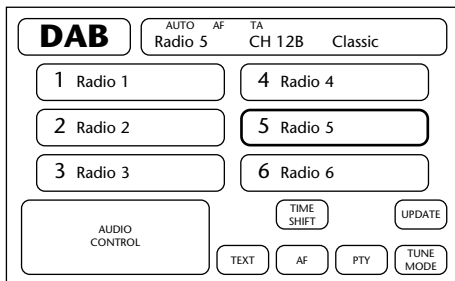 DAB
AUTO AF TA
Radio 5 CH 12B Classic
1 Radio 1
4 Radio 4
2 Radio 2
5 Radio 5
3 Radio 3
6 Radio 6
AUDIO
CONTROL
TIME
SHIFT
UPDATE
TEXT
AF
PTY
TUNE
MODE